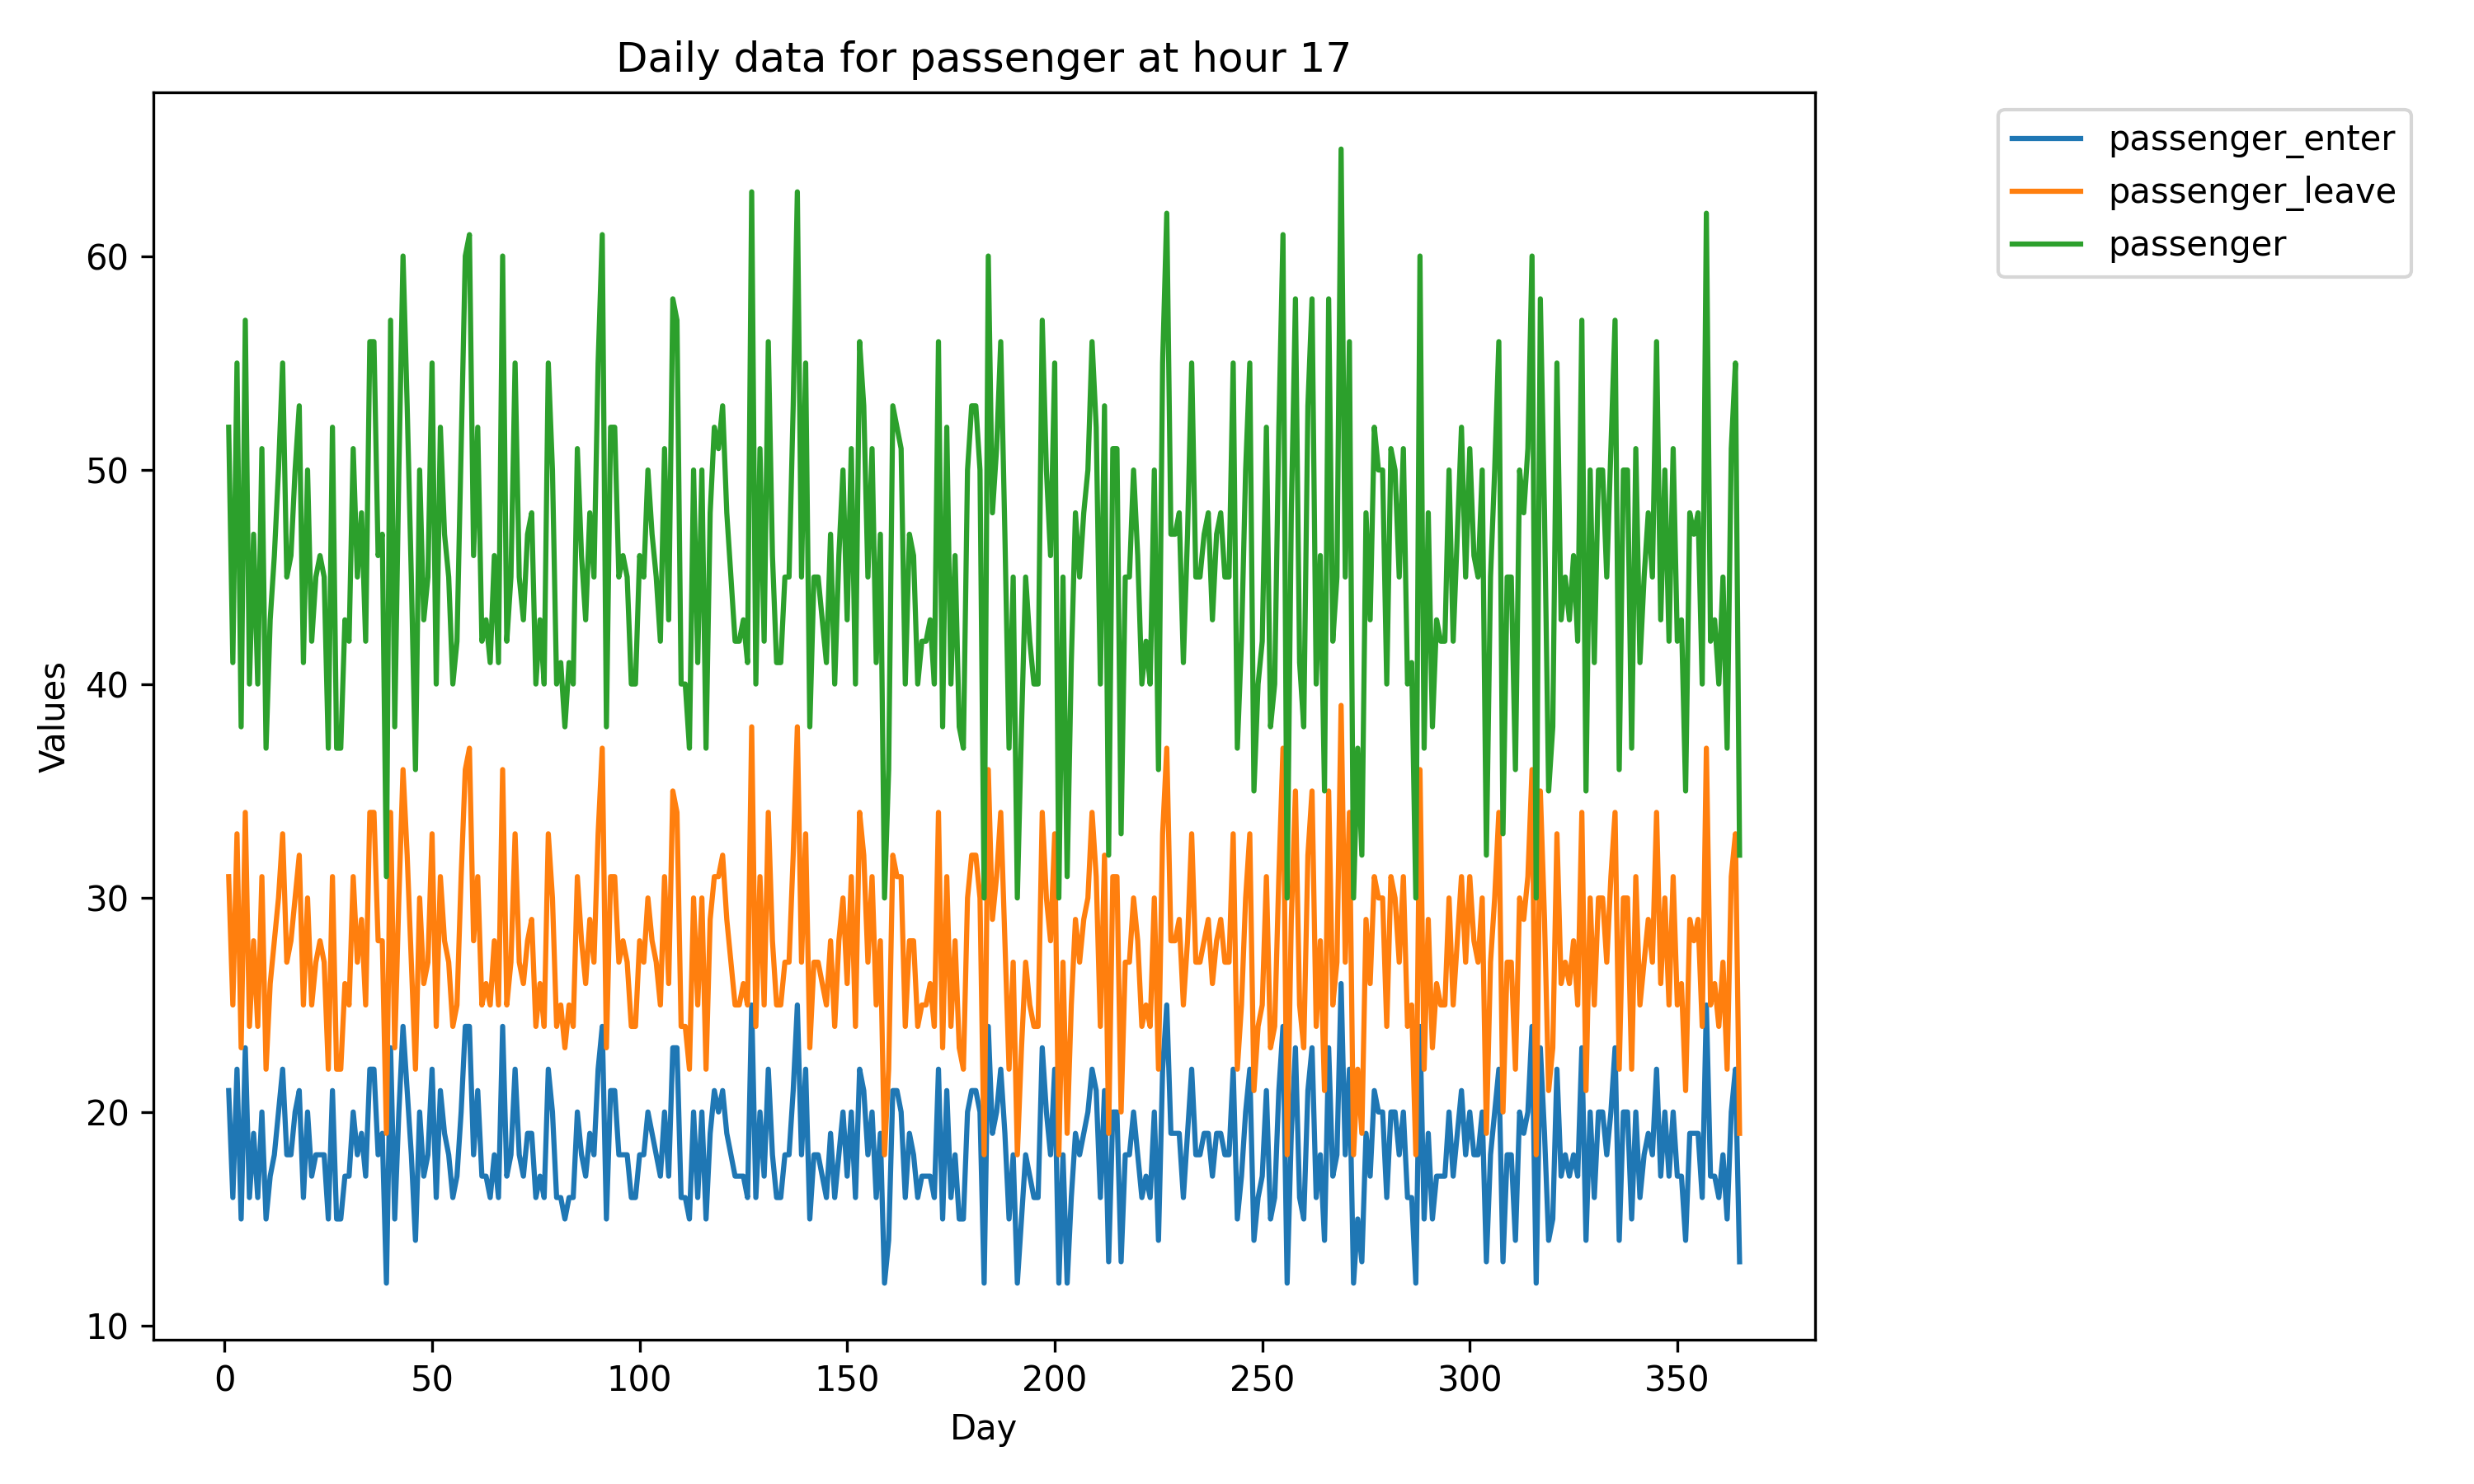 Daily data for passenger at hour 17
passenger_enter
passenger_leave
passenger
Values
60
50
40
30
20
10
0 50 100 150 200 250 300 350
Day